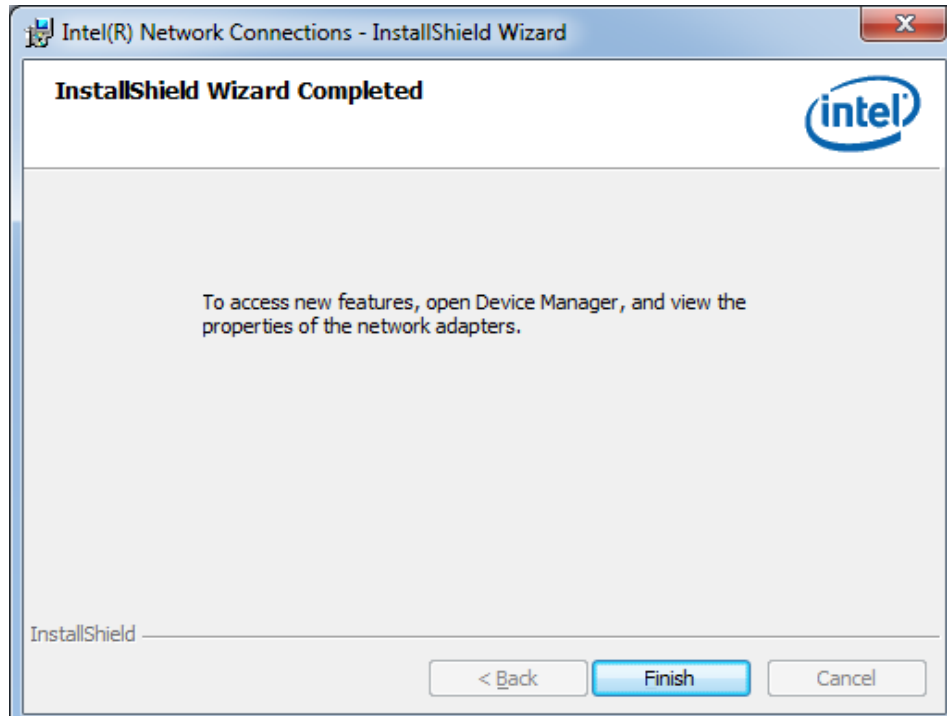 Intel(R) Network Connections - InstallShield Wizard
InstallShield Wizard Completed
intel
To access new features, open Device Manager, and view the
properties of the network adapters.
InstallShield
< Back
Finish
Cancel